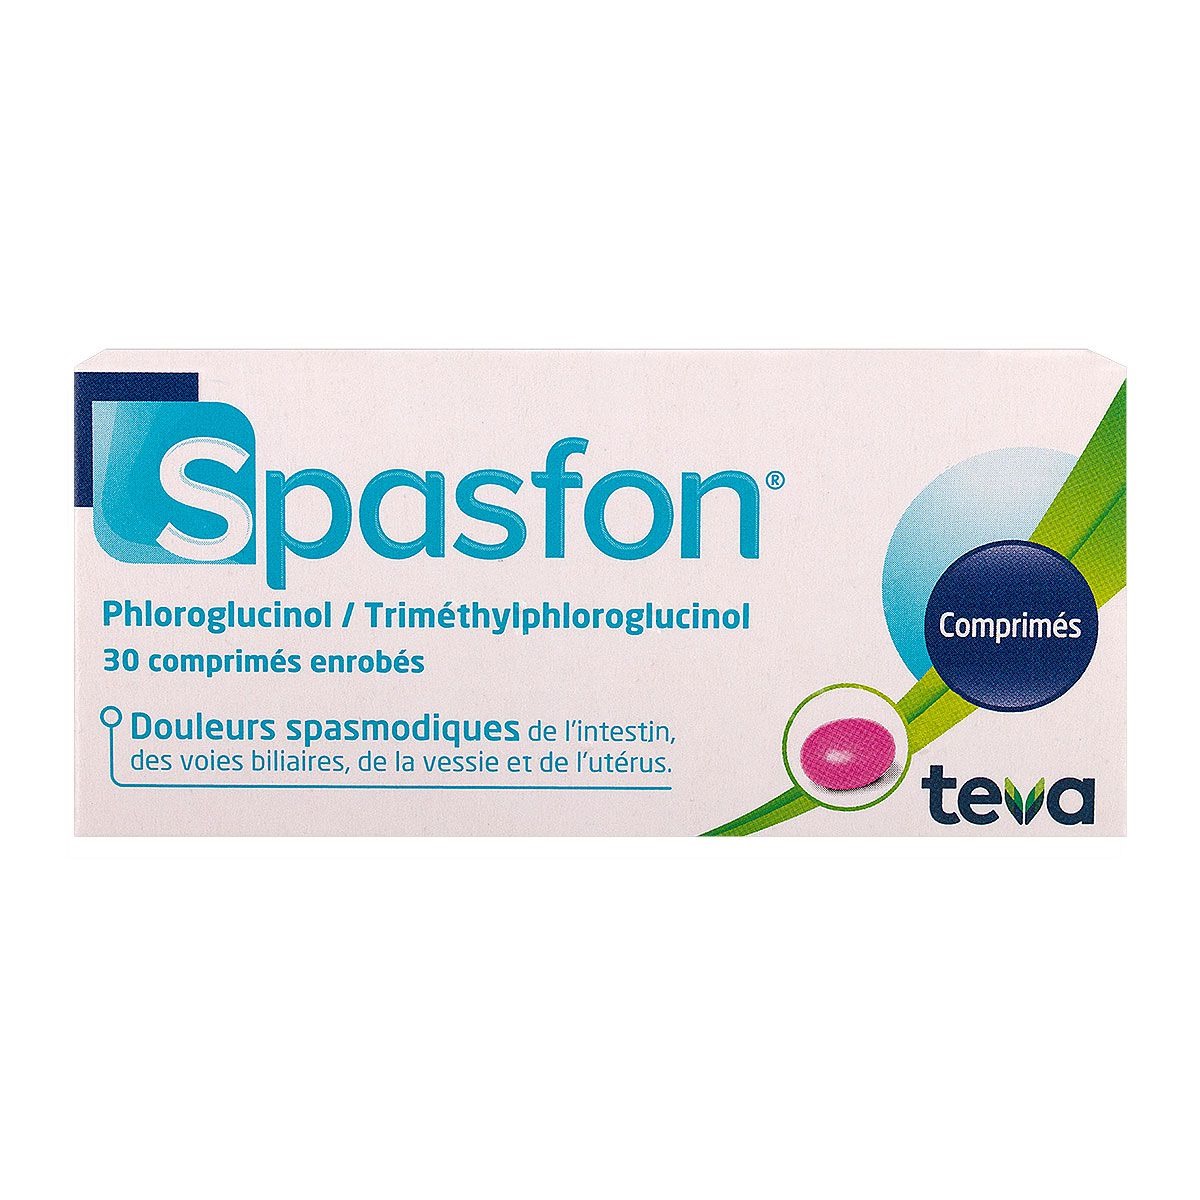 Spasfon®
Phloroglucinol / Triméthylphloroglucinol
30 comprimés enrobés
Douleurs spasmodiques de l'intestin,
des voies biliaires, de la vessie et de l'utérus.
Comprimés
teva